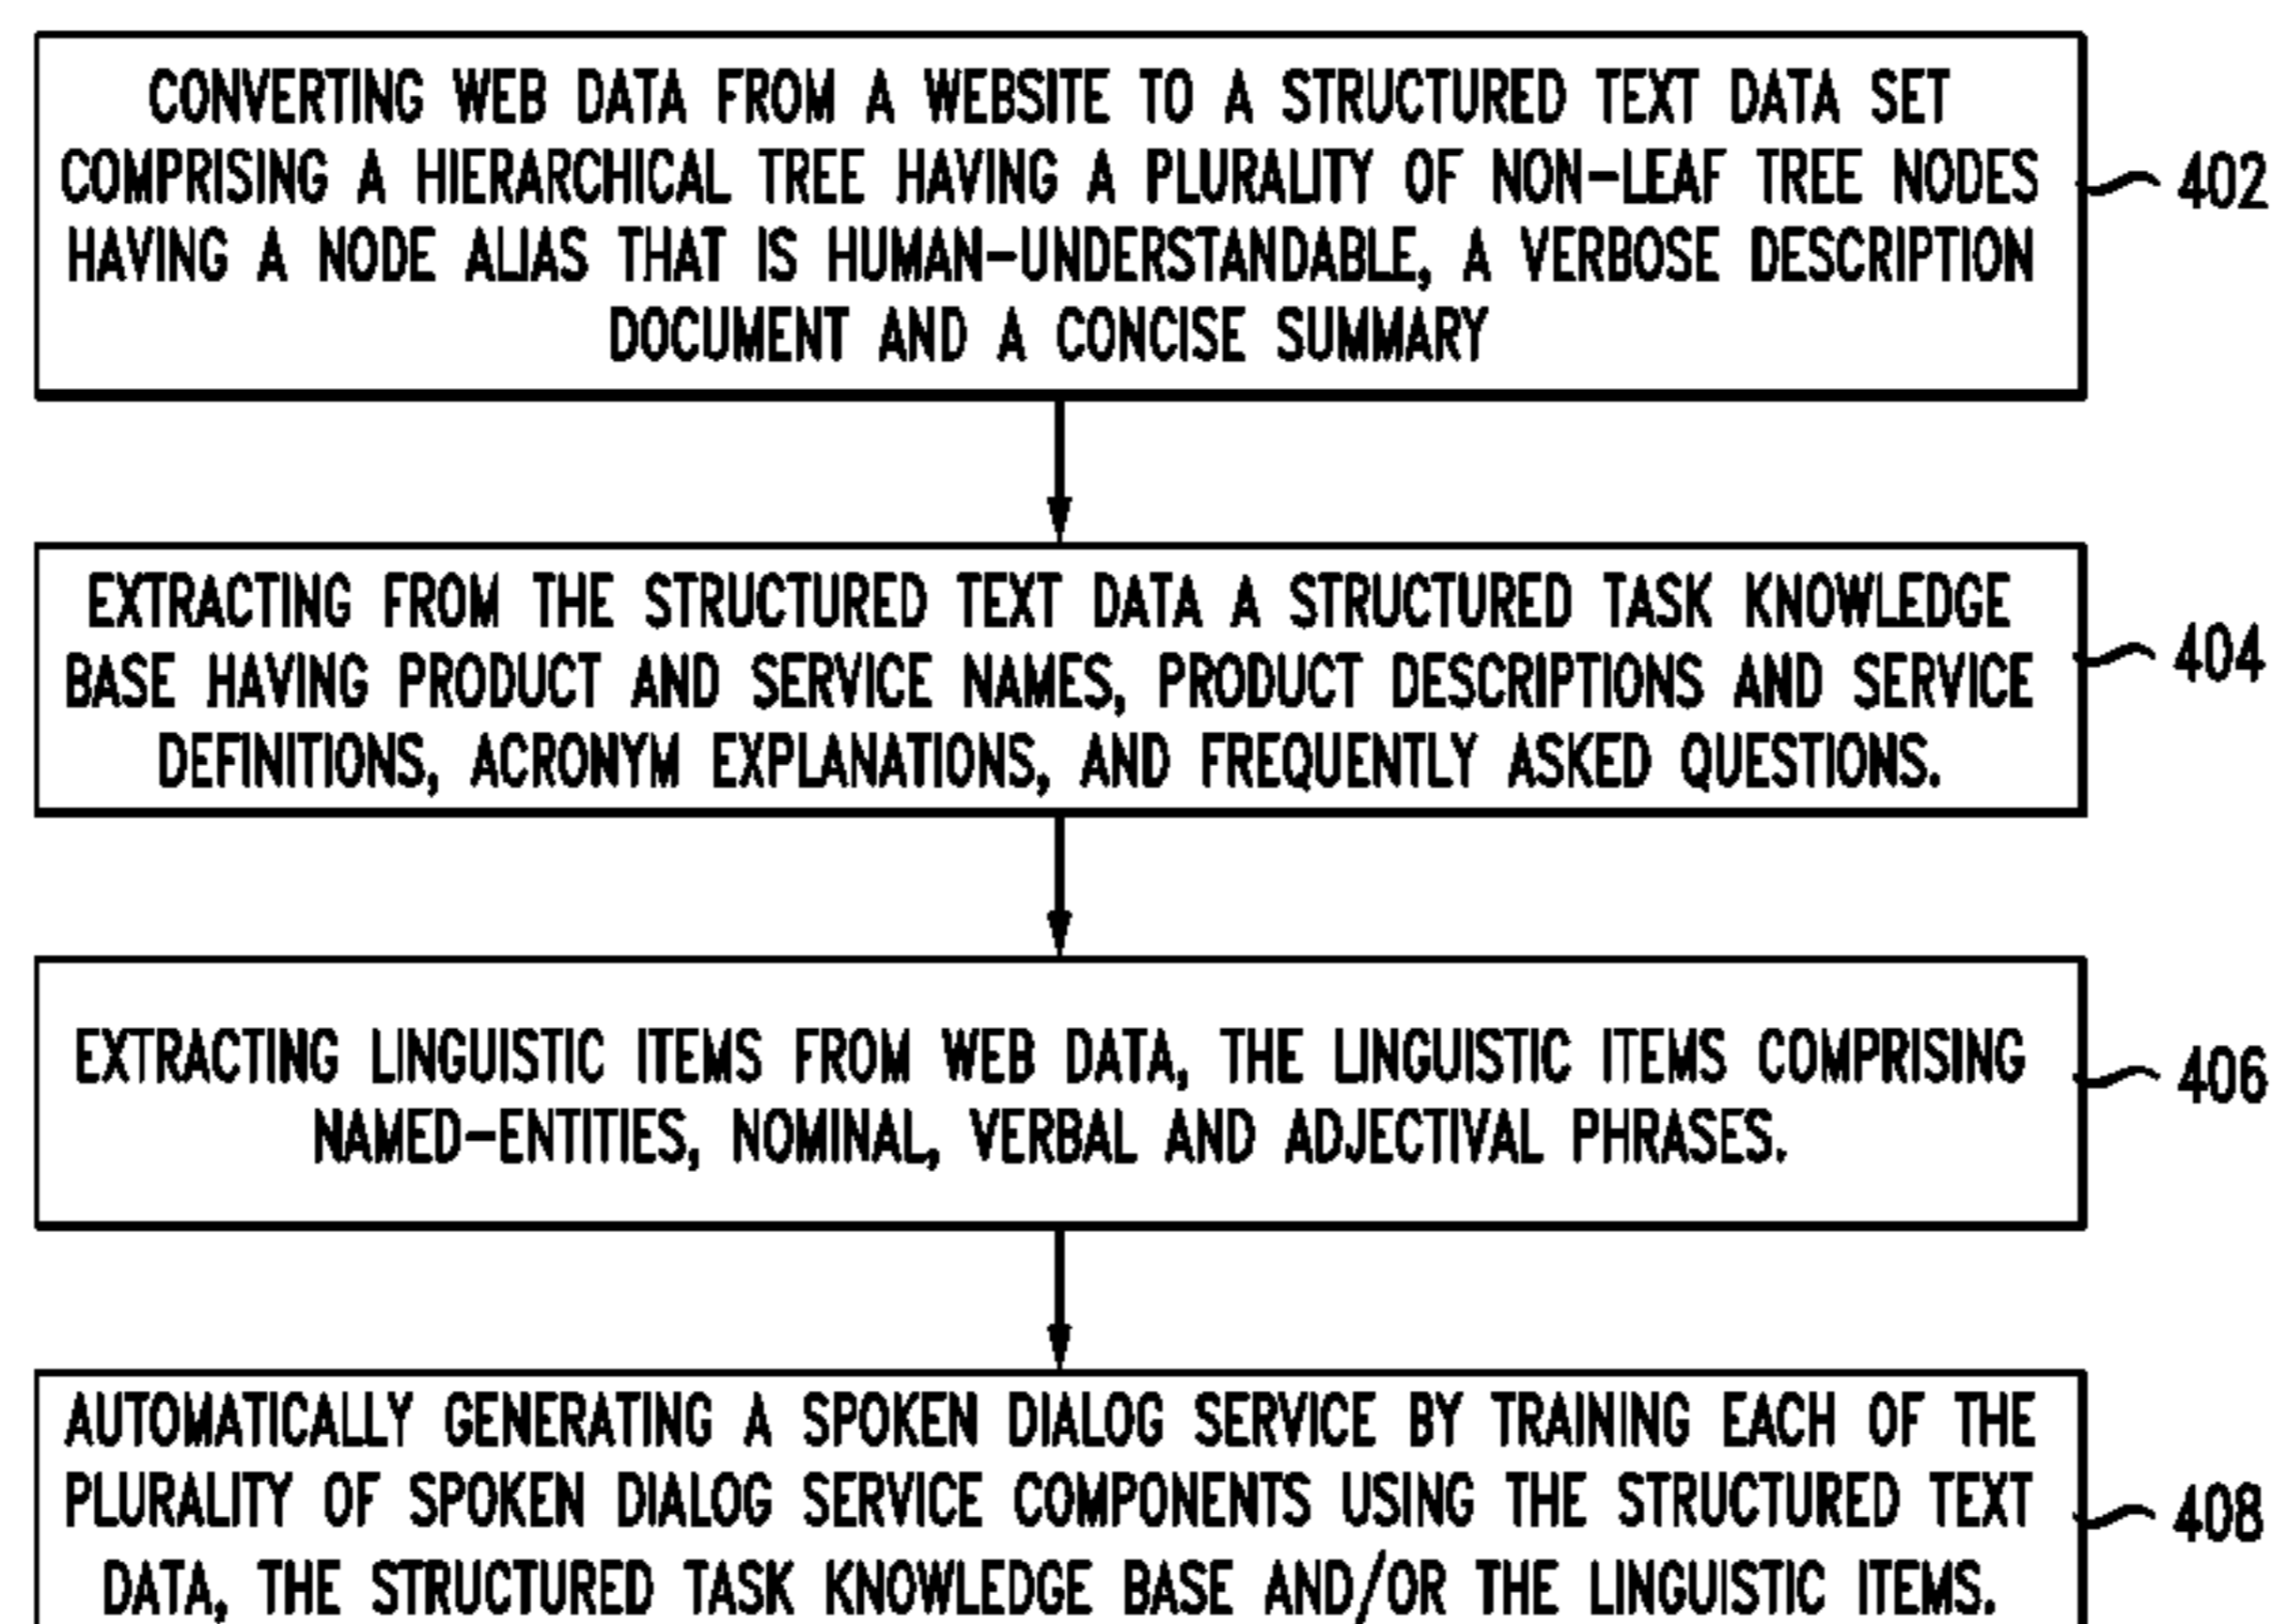 CONVERTING WEB DATA FROM A WEBSITE TO A STRUCTURED TEXT DATA SET
COMPRISING A HIERARCHICAL TREE HAVING A PLURALITY OF NON-LEAF TREE NODES
HAVING A NODE ALIAS THAT IS HUMAN-UNDERSTANDABLE, A VERBOSE DESCRIPTION
DOCUMENT AND A CONCISE SUMMARY
402
EXTRACTING FROM THE STRUCTURED TEXT DATA A STRUCTURED TASK KNOWLEDGE
BASE HAVING PRODUCT AND SERVICE NAMES, PRODUCT DESCRIPTIONS AND SERVICE
DEFINITIONS, ACRONYM EXPLANATIONS, AND FREQUENTLY ASKED QUESTIONS.
404
EXTRACTING LINGUISTIC ITEMS FROM WEB DATA, THE LINGUISTIC ITEMS COMPRISING
NAMED-ENTITIES, NOMINAL, VERBAL AND ADJECTIVAL PHRASES.
406
AUTOMATICALLY GENERATING A SPOKEN DIALOG SERVICE BY TRAINING EACH OF THE
PLURALITY OF SPOKEN DIALOG SERVICE COMPONENTS USING THE STRUCTURED TEXT
DATA, THE STRUCTURED TASK KNOWLEDGE BASE AND/OR THE LINGUISTIC ITEMS.
408